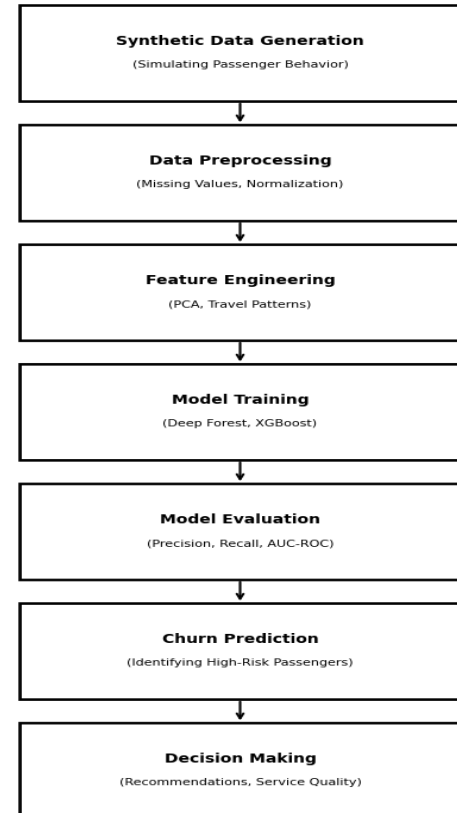 Synthetic Data Generation
(Simulating Passenger Behavior)
Data Preprocessing
(Missing Values, Normalization)
Feature Engineering
(PCA, Travel Patterns)
Model Training
(Deep Forest, XGBoost)
Model Evaluation
(Precision, Recall, AUC-ROC)
Churn Prediction
(Identifying High-Risk Passengers)
Decision Making
(Recommendations, Service Quality)